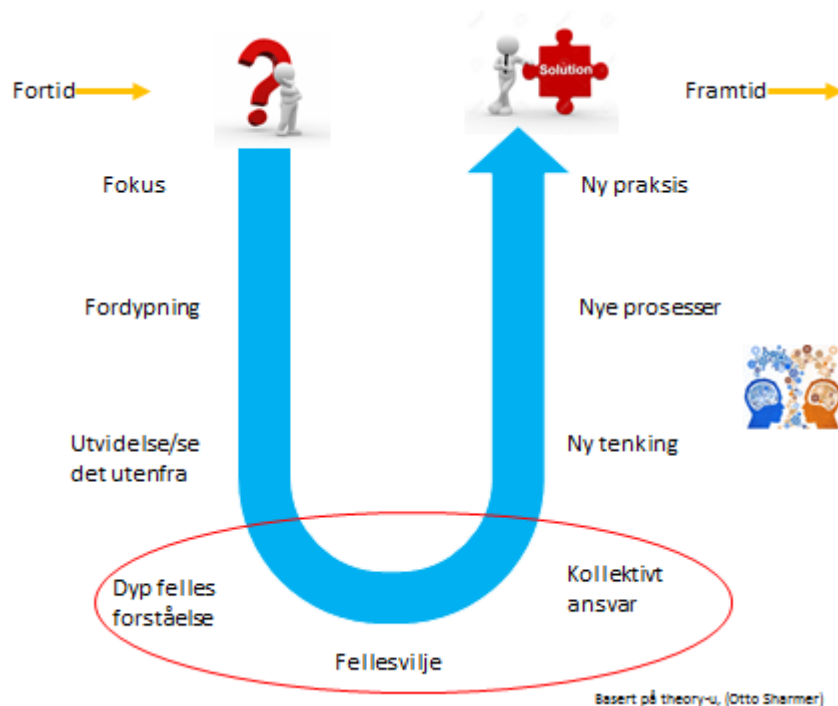 Solution
Fortid
Framtid
Fokus
Ny praksis
Fordypning
Nye prosesser
Utvidelse/se
det utenfra
Ny tenking
Dyp felles
forståelse
Kollektivt
ansvar
Fellesvilje
Basert på theory-u, (Otto Sharmer)